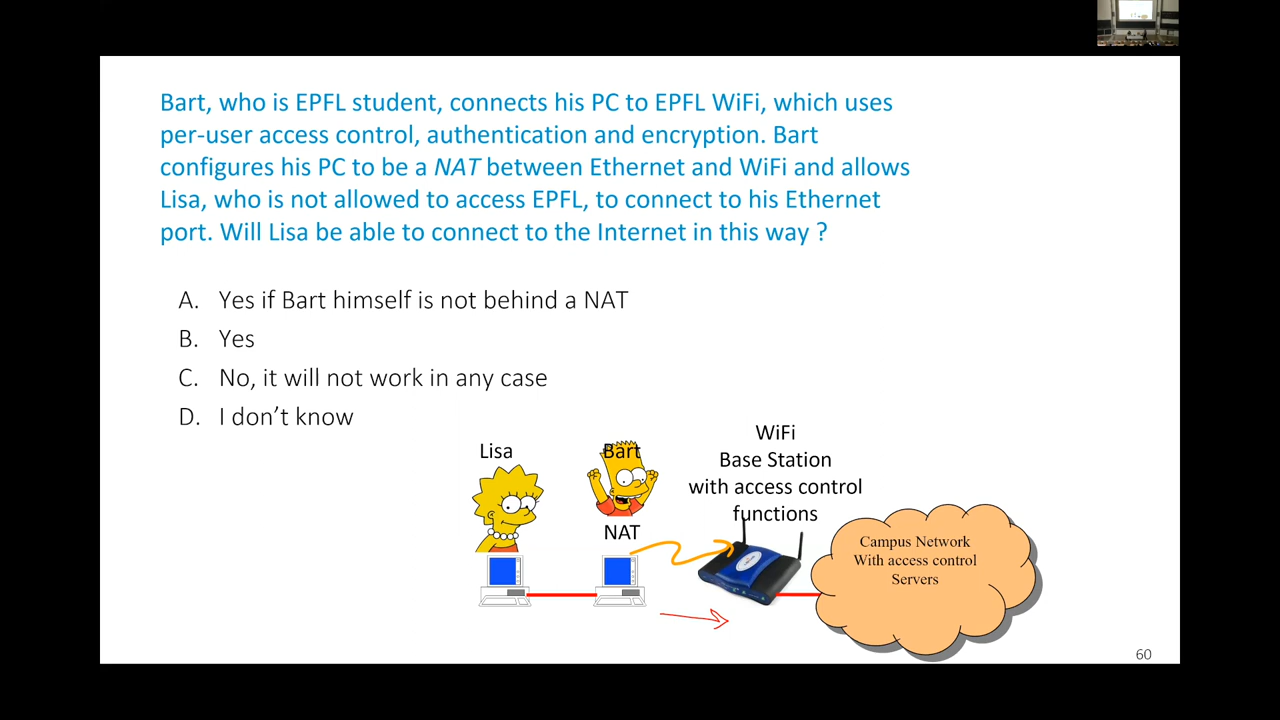 Bart, who is EPFL student, connects his PC to EPFL WiFi, which uses
per-user access control, authentication and encryption. Bart
configures his PC to be a NAT between Ethernet and WiFi and allows
Lisa, who is not allowed to access EPFL, to connect to his Ethernet
port. Will Lisa be able to connect to the Internet in this way ?
A. Yes if Bart himself is not behind a NAT
B. Yes
C. No, it will not work in any case
D. I don’t know
Lisa
Bart
NAT
WiFi
Base Station
with access control
functions
Campus Network
With access control
Servers
60